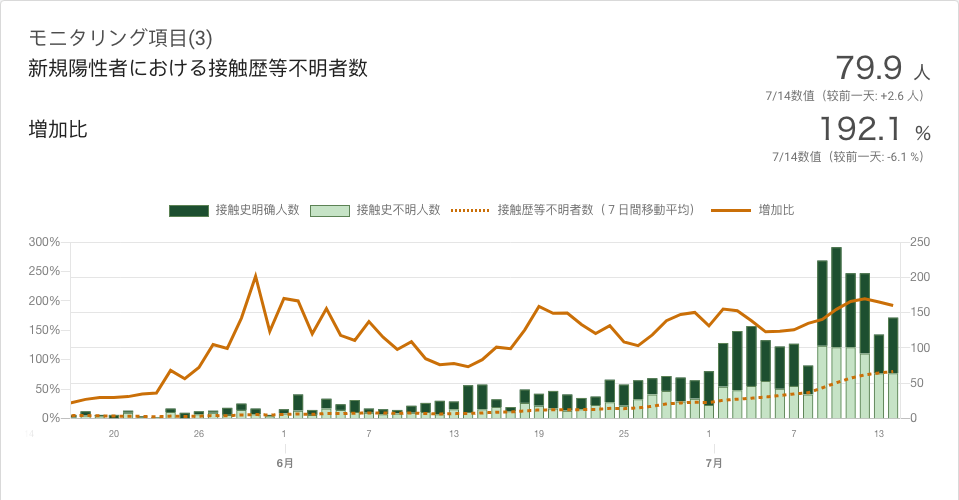 モニタリング項目(3)
新規陽性者における接触歴等不明者数
79.9 人
7/14数值（较前一天: +2.6 人）
増加比
192.1 %
7/14数值（较前一天: -6.1 %）
接触史明确人数 接触史不明人数 接触歴等不明者数（７日間移動平均） 増加比
300% 250
250% 200
200% 150
150% 100
100% 50
50% 0
0%
14 20 26 1 7 13 19 25 1 7 13
6月 7月